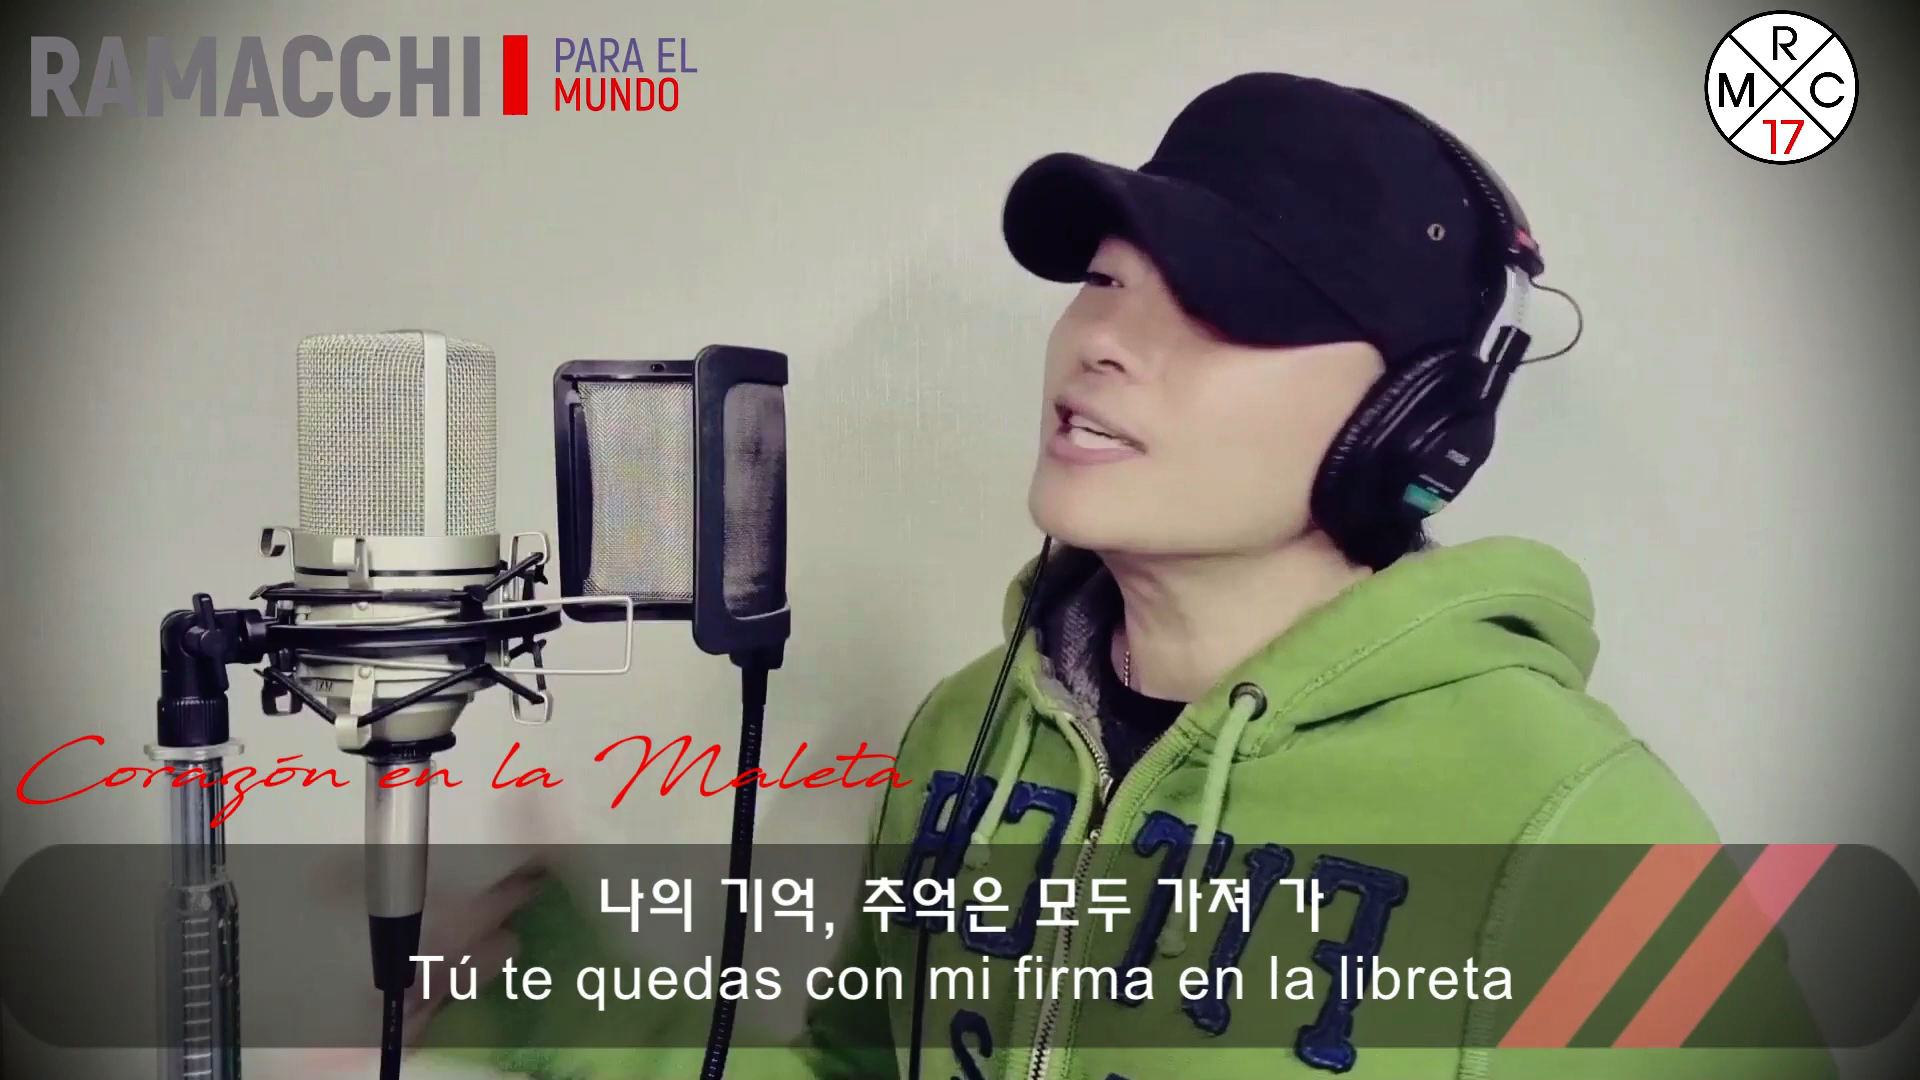 RAMACCHI
PARA EL
MUNDO
R
M C
17
Corazón en la Maleta
나의 기억, 추억은 모두 가져 가
Tú te quedas con mi firma en la libreta